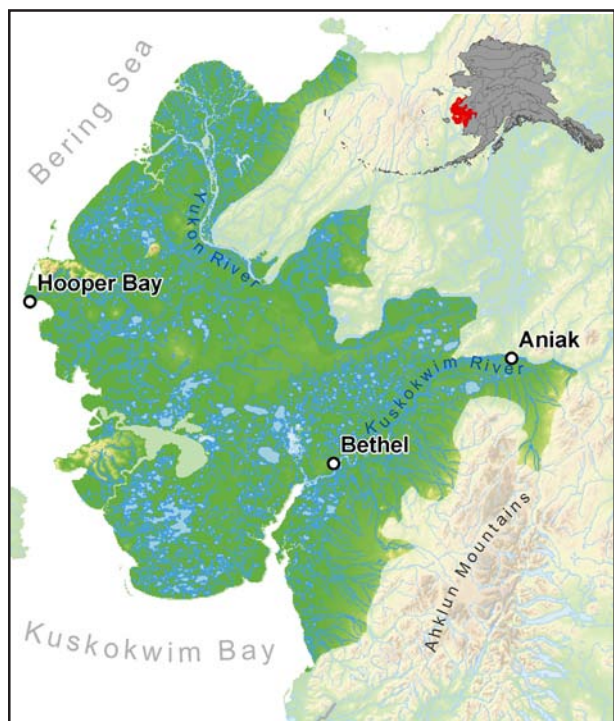 Bering Sea
Yukon River
Hooper Bay
Aniak
Kuskokwim River
Bethel
Ahklun Mountains
Kuskokwim Bay